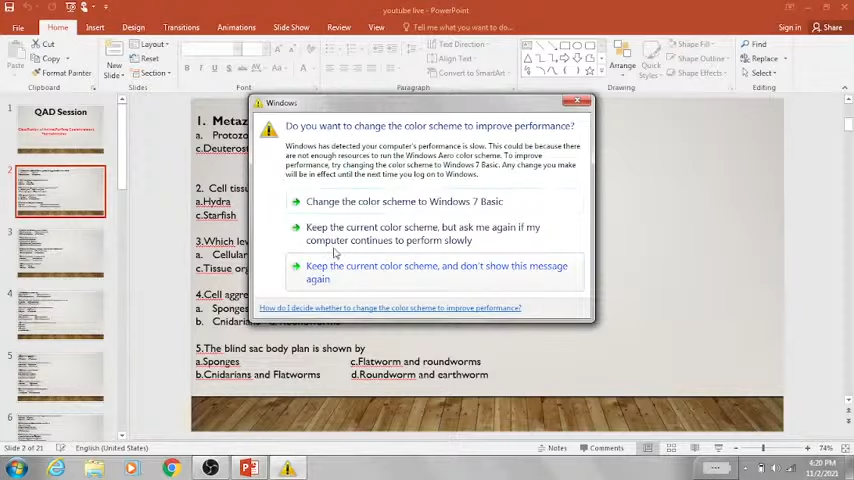 youtube live - PowerPoint
File Home Insert Design Transitions Animations Slide Show Review View Tell me what you want to do... Sign in Share
Cut
Copy
Format Painter
Paste
Clipboard
New
Slide
Layout
Reset
Section
Slides
Font
Text Direction
Align Text
Convert to SmartArt
Paragraph
Arrange
Quick
Styles
Shape Fill
Shape Outline
Shape Effects
Drawing
Find
Replace
Select
Editing
1
QAD Session
2
3
4
5
6
1. Metaz
a. Protozo
c.Deuterost
2. Cell tissu
a.Hydra
c.Starfish
3.Which lev
a. Cellular
c.Tissue org
4.Cell aggre
a. Sponges
b. Cnidarians
5.The blind sac body plan is shown by
a.Sponges c.Flatworm and roundworms
b.Cnidarians and Flatworms d.Roundworm and earthworm
Windows
Do you want to change the color scheme to improve performance?
Windows has detected your computer's performance is slow. This could be because there
are not enough resources to run the Windows Aero color scheme. To improve
performance, try changing the color scheme to Windows 7 Basic. Any change you make
will be in effect until the next time you log on to Windows.
Change the color scheme to Windows 7 Basic
Keep the current color scheme, but ask me again if my
computer continues to perform slowly
Keep the current color scheme, and don't show this message
again
How do I decide whether to change the color scheme to improve performance?
Slide 2 of 21 English (United States) Notes Comments 74%
4:20 PM
11/2/2021